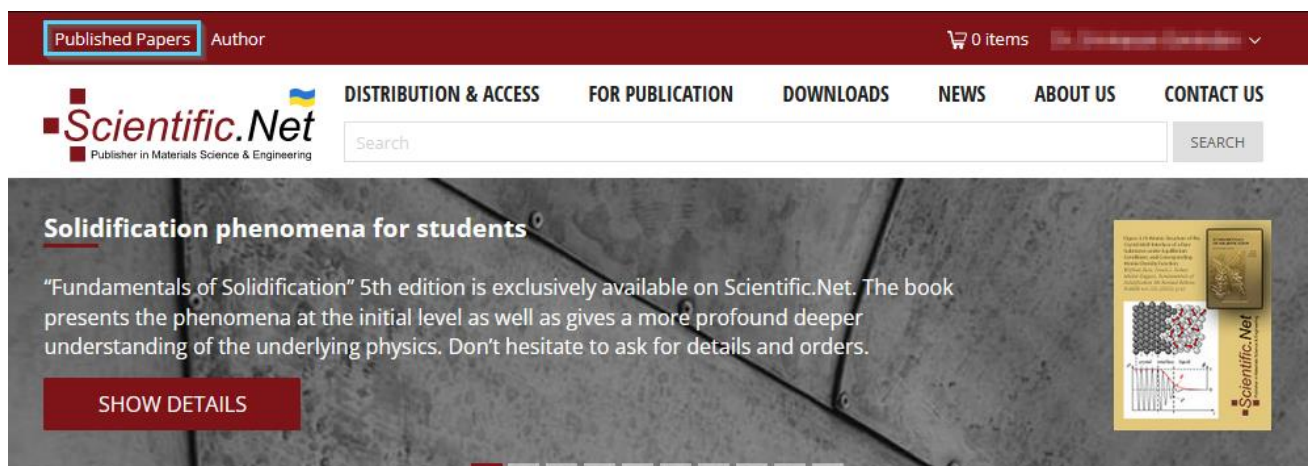 Published Papers Author 0 items
DISTRIBUTION & ACCESS FOR PUBLICATION DOWNLOADS NEWS ABOUT US CONTACT US
Scientific.Net
Publisher in Materials Science & Engineering
Search SEARCH
Solidification phenomena for students
“Fundamentals of Solidification” 5th edition is exclusively available on Scientific.Net. The book
presents the phenomena at the initial level as well as gives a more profound deeper
understanding of the underlying physics. Don’t hesitate to ask for details and orders.
SHOW DETAILS
Scientific.Net